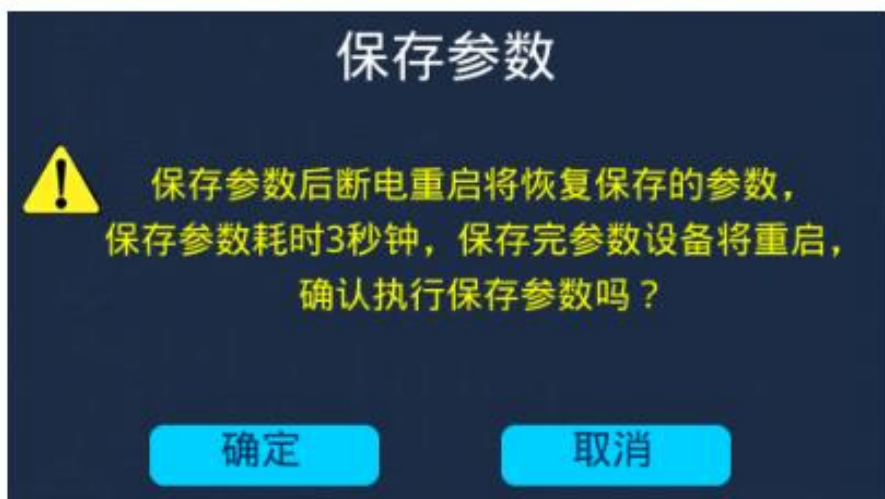 保存参数
保存参数后断电重启将恢复保存的参数，
保存参数耗时3秒钟，保存完参数设备将重启，
确认执行保存参数吗？
确定
取消